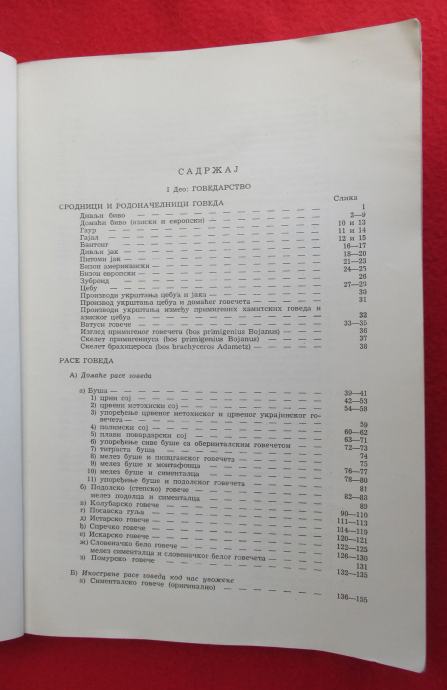 САДРЖАЈ
I Део: ГОВЕДАРСТВО
Слика
СРОДНИЦИ И РОДОНАЧЕЛНИЦИ ГОВЕДА
Дивљи биво — 1
Домаћи биво (азиски и европски) — 2—9
Гаур — 10 и 13
Гајал — 11 и 14
Бантенг — 12 и 15
Дивљи јак — 16—17
Питоми јак — 18—20
Бизон американски — 21—23
Бизон европски — 24—25
Зубренд — 26
Цебу — 27—29
Производи укрштања цебуа и јака — 30
Производ укрштања цебуа и домаћег говечета — 31
Производи укрштања између примигених хамитских говеда и
азиског цебуа — 32
Ватуси говече — 33—35
Изглед примигеног говечета (bos primigenius Bojanus) — 36
Скелет примигениуса (bos primigenius Bojanus) — 37
Скелет брахицероса (bos brachyceros Adametz) — 38
РАСЕ ГОВЕДА
А) Домаће расе говеда
а) Буша — 39—41
1) црни сој — 42—53
2) црвени метохиски сој — 54—58
3) упоређење црвеног метохиског и црвеног украјинског го-
вечета — 59
4) полимски сој — 60—62
5) плави повардарски сој — 63—71
6) упоређење сиве буше са оберинталским говечетом — 72—73
7) тиграста буша — 74
8) мелез буше и пинцганског говечета — 75
9) мелез буше и монтафонца — 76—77
10) мелез буше и сименталца — 78—80
11) упоређење буше и подолског говечета — 81
б) Подолско (степско) говече — 82—83
мелез подолца и сименталца — 89
в) Колубарско говече — 90—110
г) Посавска гуља — 111—113
д) Истарско говече — 114—119
ђ) Спречко говече — 120—121
е) Искарско говече — 122—125
ж) Словеначко бело говече — 126—130
мелез сименталца и словеначког белог говечета — 131
з) Помурско говече — 132—135
Б) Иностране расе говеда код нас увожене
а) Сименталско говече (оригинално) — 136—155